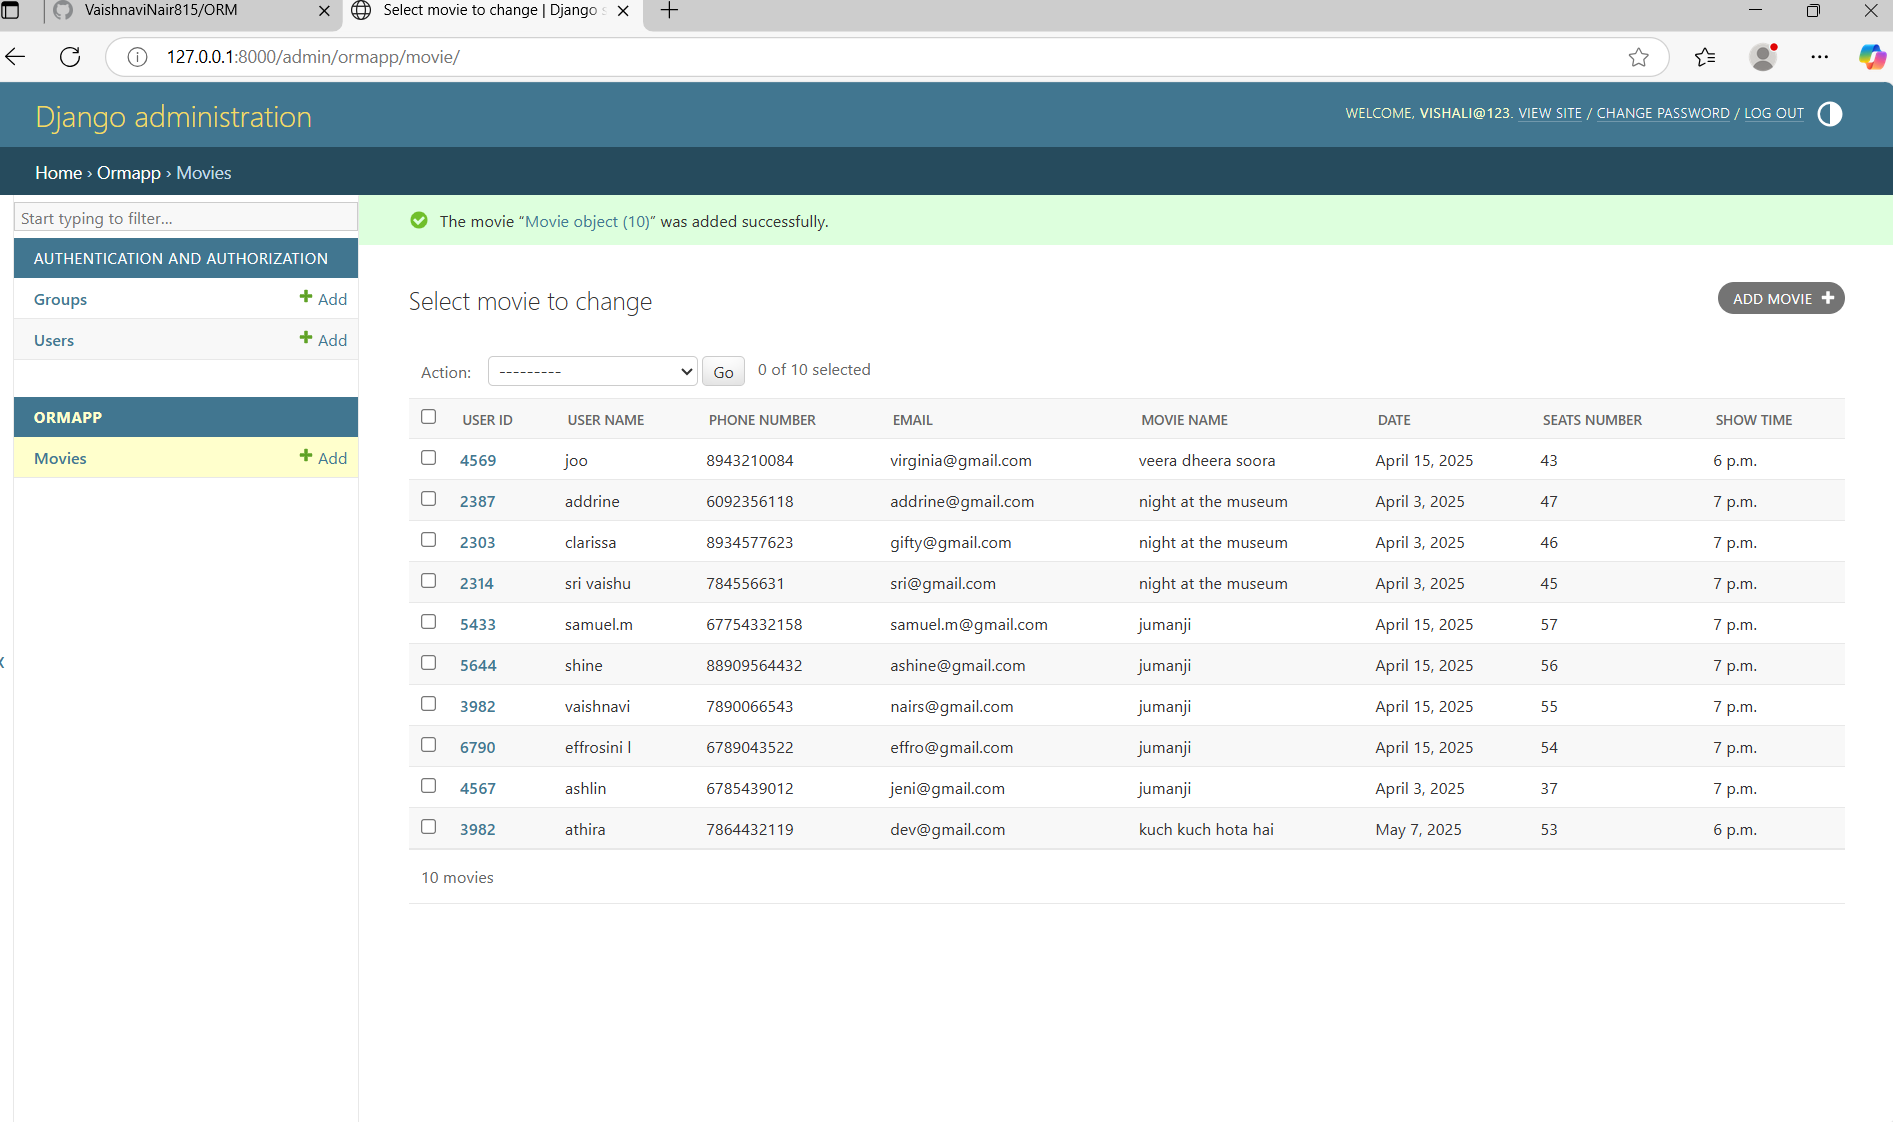 VaishnaviNair815/ORM
Select movie to change | Django s
127.0.0.1:8000/admin/ormapp/movie/
Django administration
WELCOME, VISHALI@123. VIEW SITE / CHANGE PASSWORD / LOG OUT
Home › Ormapp › Movies
Start typing to filter...
AUTHENTICATION AND AUTHORIZATION
Groups + Add
Users + Add
ORMAPP
Movies + Add
The movie “Movie object (10)” was added successfully.
Select movie to change
ADD MOVIE +
Action: --------- Go 0 of 10 selected
USER ID USER NAME PHONE NUMBER EMAIL MOVIE NAME DATE SEATS NUMBER SHOW TIME
4569 joo 8943210084 virginia@gmail.com veera dheera soora April 15, 2025 43 6 p.m.
2387 addrine 6092356118 addrine@gmail.com night at the museum April 3, 2025 47 7 p.m.
2303 clarissa 8934577623 gifty@gmail.com night at the museum April 3, 2025 46 7 p.m.
2314 sri vaishu 784556631 sri@gmail.com night at the museum April 3, 2025 45 7 p.m.
5433 samuel.m 67754332158 samuel.m@gmail.com jumanji April 15, 2025 57 7 p.m.
5644 shine 88909564432 ashine@gmail.com jumanji April 15, 2025 56 7 p.m.
3982 vaishnavi 7890066543 nairs@gmail.com jumanji April 15, 2025 55 7 p.m.
6790 effrosini l 6789043522 effro@gmail.com jumanji April 15, 2025 54 7 p.m.
4567 ashlin 6785439012 jeni@gmail.com jumanji April 3, 2025 37 7 p.m.
3982 athira 7864432119 dev@gmail.com kuch kuch hota hai May 7, 2025 53 6 p.m.
10 movies